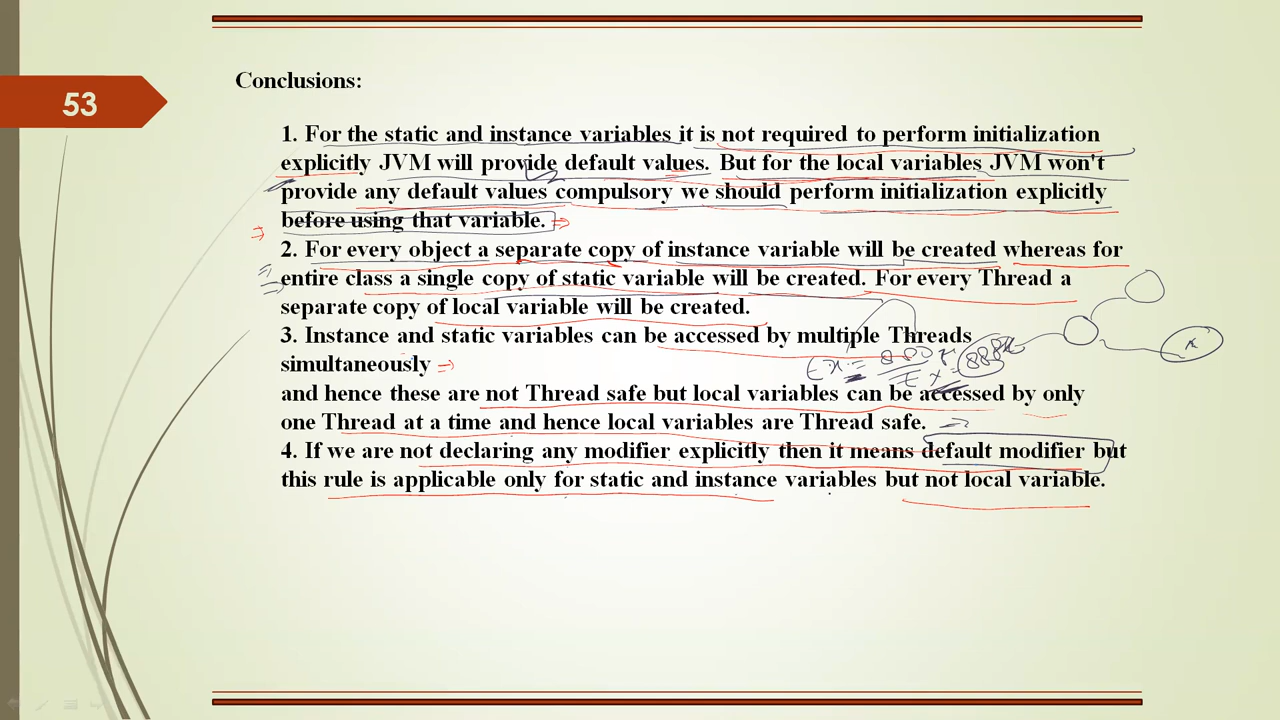 53
Conclusions:
1. For the static and instance variables it is not required to perform initialization
explicitly JVM will provide default values. But for the local variables JVM won't
provide any default values compulsory we should perform initialization explicitly
before using that variable.
2. For every object a separate copy of instance variable will be created whereas for
entire class a single copy of static variable will be created. For every Thread a
separate copy of local variable will be created.
3. Instance and static variables can be accessed by multiple Threads
simultaneously
and hence these are not Thread safe but local variables can be accessed by only
one Thread at a time and hence local variables are Thread safe.
4. If we are not declaring any modifier explicitly then it means default modifier but
this rule is applicable only for static and instance variables but not local variable.